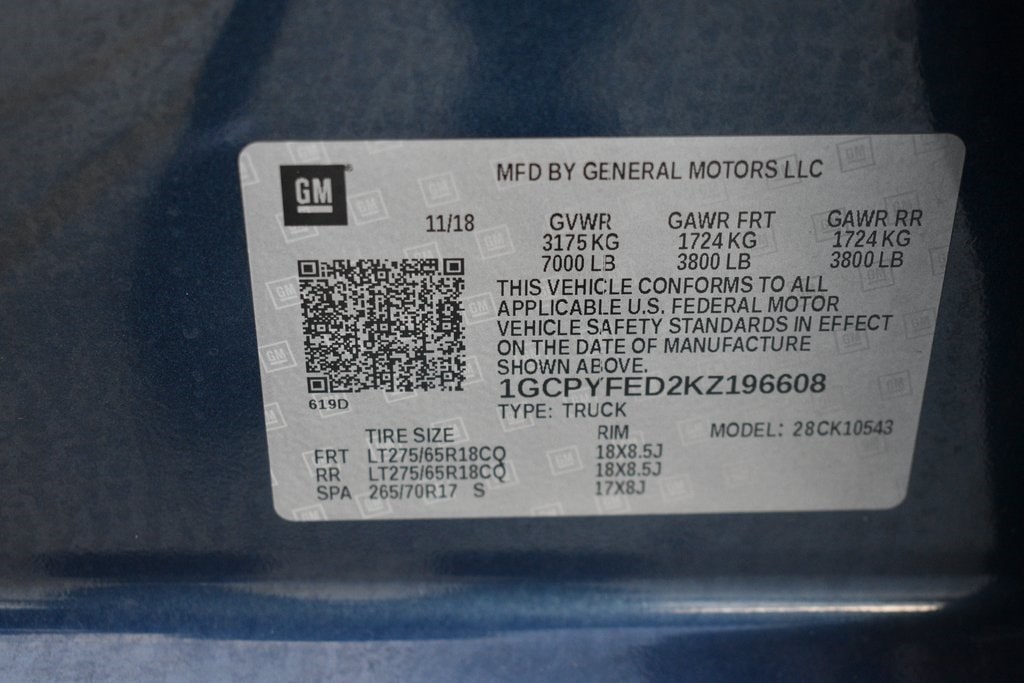 GM
MFD BY GENERAL MOTORS LLC
11/18
GVWR GAWR FRT GAWR RR
3175 KG 1724 KG 1724 KG
7000 LB 3800 LB 3800 LB
THIS VEHICLE CONFORMS TO ALL
APPLICABLE U.S. FEDERAL MOTOR
VEHICLE SAFETY STANDARDS IN EFFECT
ON THE DATE OF MANUFACTURE
SHOWN ABOVE.
1GCPYFED2KZ196608
619D
TYPE: TRUCK
TIRE SIZE RIM MODEL: 28CK10543
FRT LT275/65R18CQ 18X8.5J
RR LT275/65R18CQ 18X8.5J
SPA 265/70R17 S 17X8J